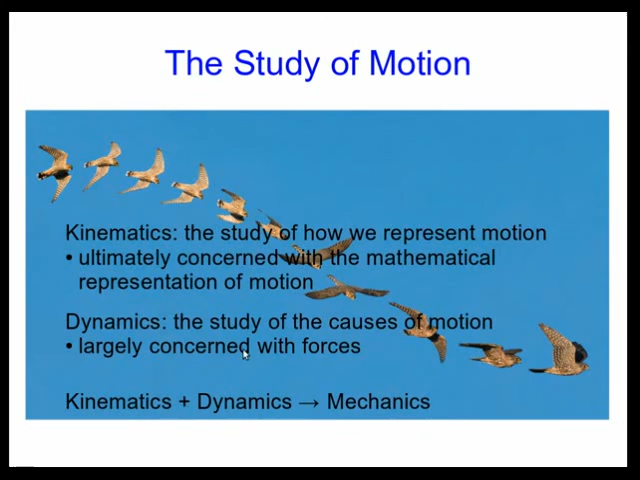 The Study of Motion
Kinematics: the study of how we represent motion
• ultimately concerned with the mathematical
representation of motion
Dynamics: the study of the causes of motion
• largely concerned with forces
Kinematics + Dynamics → Mechanics